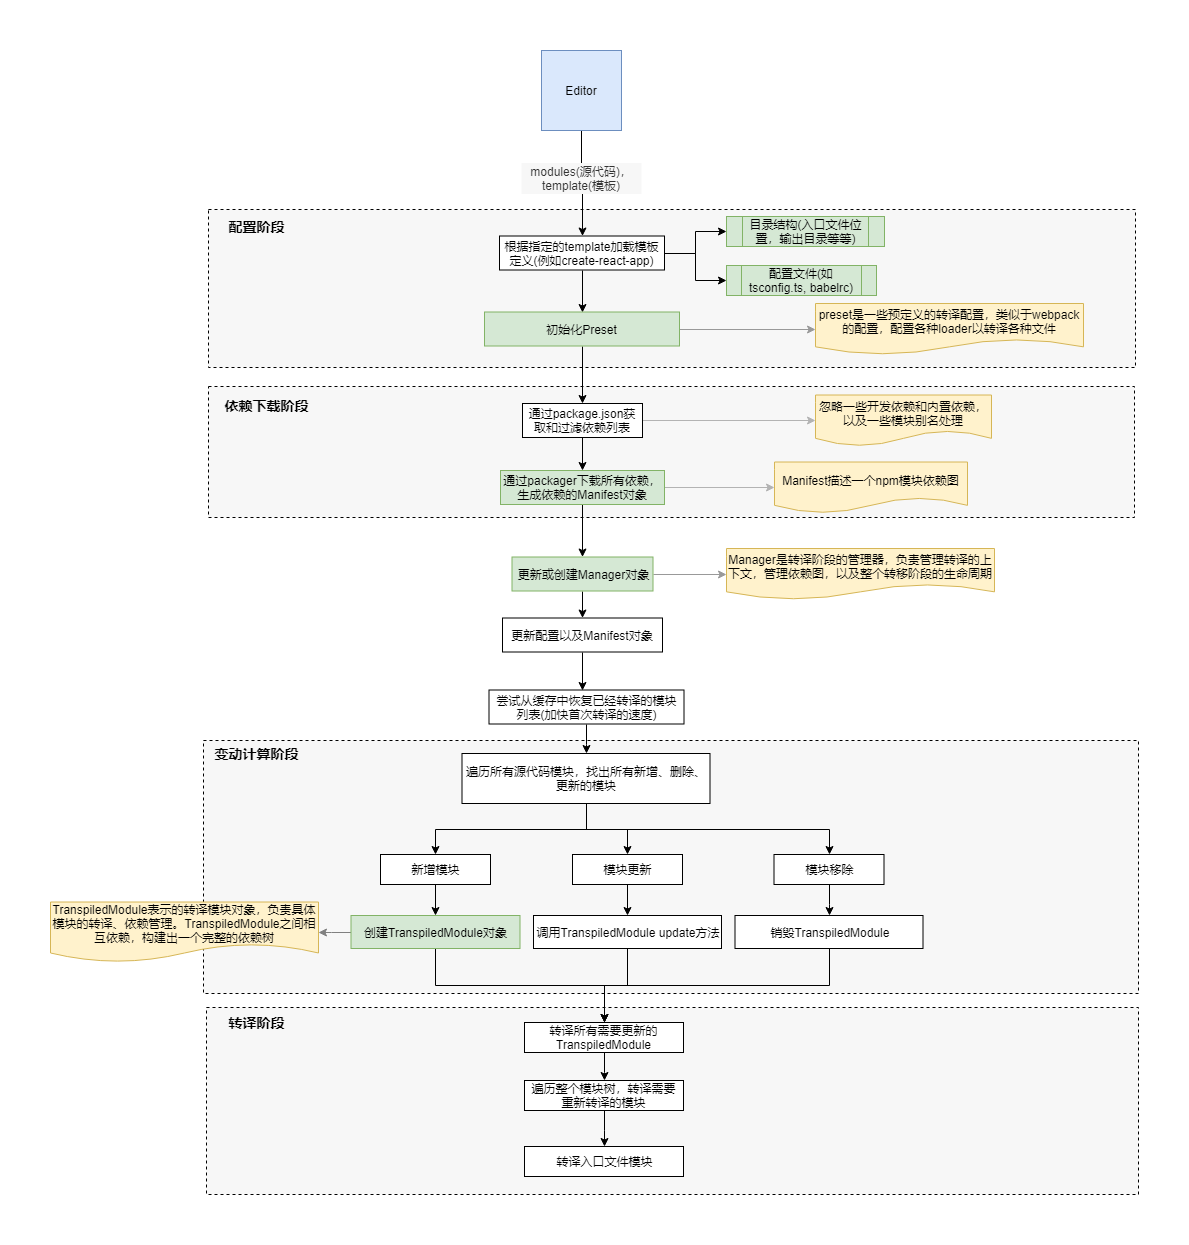 Editor
modules(源代码),
template(模板)
配置阶段
根据指定的template加载模板
定义(例如create-react-app)
目录结构(入口文件位
置，输出目录等等)
配置文件(如
tsconfig.ts, babelrc)
初始化Preset
preset是一些预定义的转译配置，类似于webpack
的配置，配置各种loader以转译各种文件
依赖下载阶段
通过package.json获
取和过滤依赖列表
忽略一些开发依赖和内置依赖，
以及一些模块别名处理
通过packager下载所有依赖，
生成依赖的Manifest对象
Manifest描述一个npm模块依赖图
更新或创建Manager对象
Manager是转译阶段的管理器，负责管理转译的上
下文，管理依赖图，以及整个转移阶段的生命周期
更新配置以及Manifest对象
尝试从缓存中恢复已经转译的模块
列表(加快首次转译的速度)
变动计算阶段
遍历所有源代码模块，找出所有新增、删除、
更新的模块
新增模块
模块更新
模块移除
TranspiledModule表示的转译模块对象，负责具体
模块的转译、依赖管理。TranspiledModule之间相
互依赖，构建出一个完整的依赖树
创建TranspiledModule对象
调用TranspiledModule update方法
销毁TranspiledModule
转译阶段
转译所有需要更新的
TranspiledModule
遍历整个模块树，转译需要
重新转译的模块
转译入口文件模块